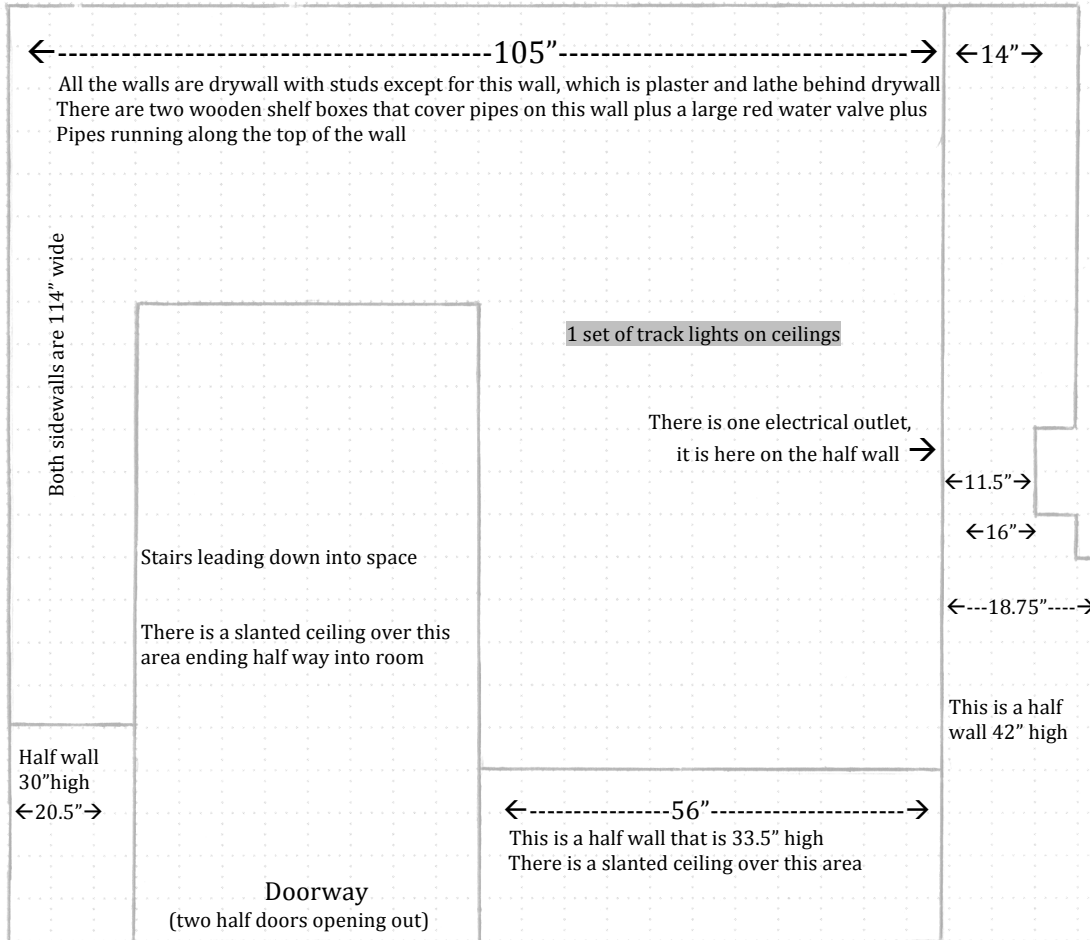 ←---105”---→
←14”→
All the walls are drywall with studs except for this wall, which is plaster and lathe behind drywall
There are two wooden shelf boxes that cover pipes on this wall plus a large red water valve plus
Pipes running along the top of the wall
Both sidewalls are 114” wide
1 set of track lights on ceilings
There is one electrical outlet,
it is here on the half wall →
←11.5”→
←16”→
Stairs leading down into space
←---18.75”----→
There is a slanted ceiling over this
area ending half way into room
This is a half
wall 42” high
Half wall
30”high
←20.5”→
←---56”---→
This is a half wall that is 33.5” high
There is a slanted ceiling over this area
Doorway
(two half doors opening out)